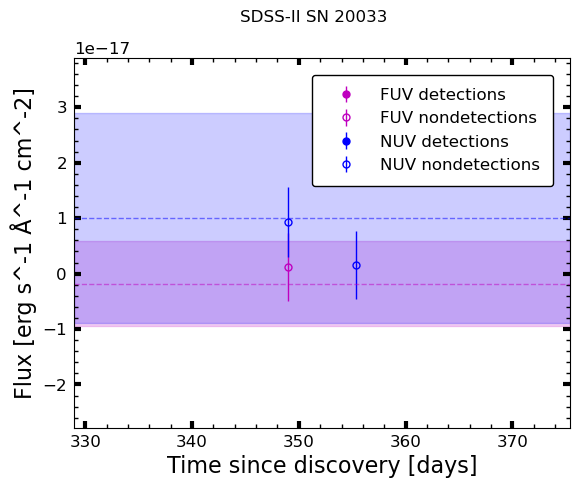 SDSS-II SN 20033
1e−17
FUV detections
FUV nondetections
NUV detections
NUV nondetections
3
2
1
0
−1
−2
Flux [erg s^-1 Å^-1 cm^-2]
330 340 350 360 370
Time since discovery [days]